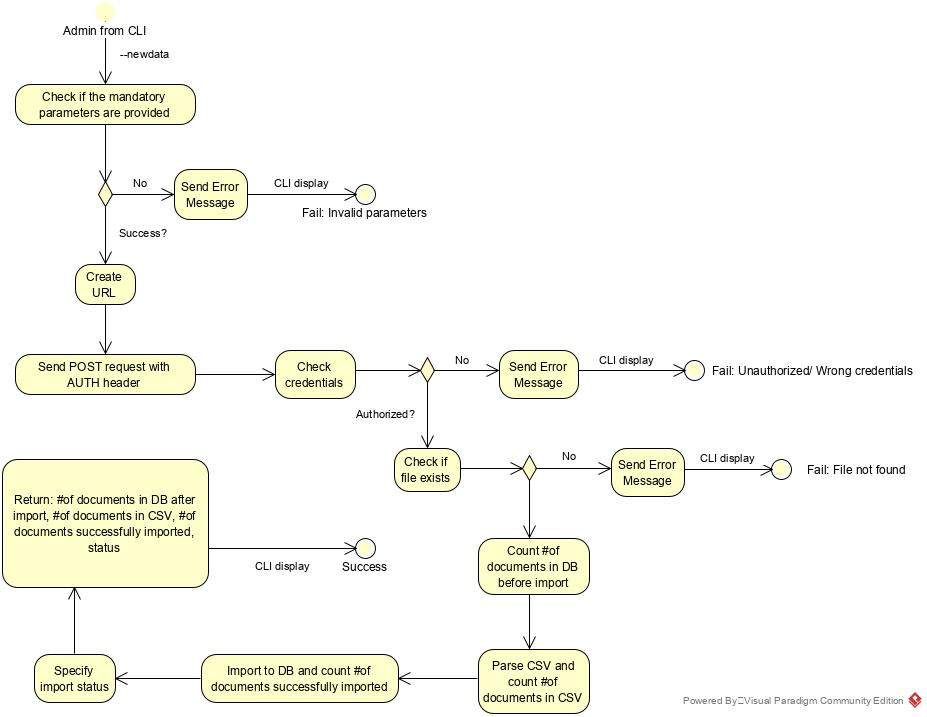 Admin from CLI
--newdata
Check if the mandatory
parameters are provided
No
Send Error
Message
CLI display
Fail: Invalid parameters
Success?
Create
URL
Send POST request with
AUTH header
Check
credentials
No
Send Error
Message
CLI display
Fail: Unauthorized/ Wrong credentials
Authorized?
Check if
file exists
No
Send Error
Message
CLI display
Fail: File not found
Return: #of documents in DB after
import, #of documents in CSV, #of
documents successfully imported,
status
CLI display
Success
Count #of
documents in DB
before import
Specify
import status
Import to DB and count #of
documents successfully imported
Parse CSV and
count #of
documents in CSV
Powered By Visual Paradigm Community Edition